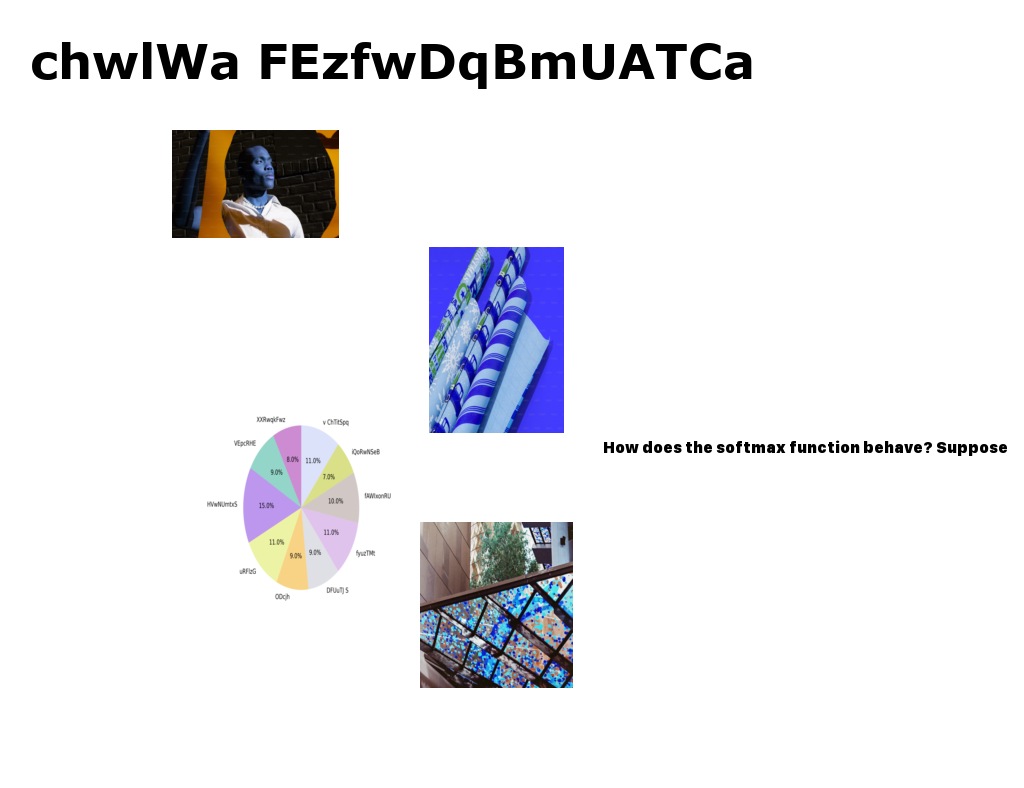 chwlWa FEzfwDqBmUATCa
XXRwqkFwz
v ChTltSpq
VEpcRHE
iQoRwNSeB
8.0%
11.0%
9.0%
7.0%
HVwNUmtxS
15.0%
10.0%
fAWlxonRU
11.0%
11.0%
9.0%
9.0%
fyuzTMt
uRFlzG
ODcjh
DFUuTJ S
How does the softmax function behave? Suppose